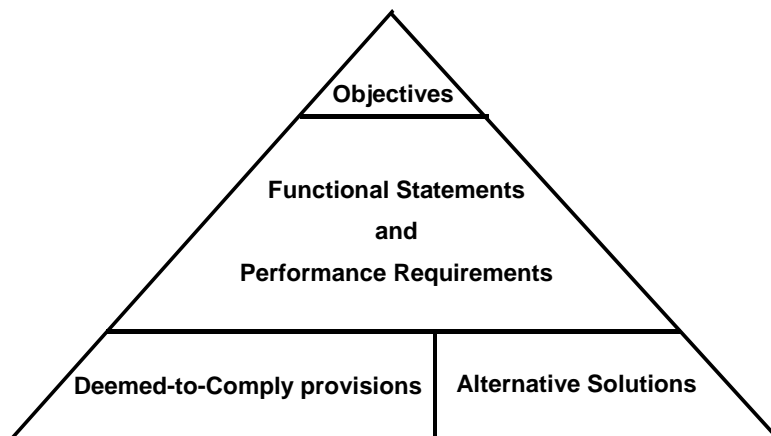 Objectives
Functional Statements
and
Performance Requirements
Deemed-to-Comply provisions
Alternative Solutions